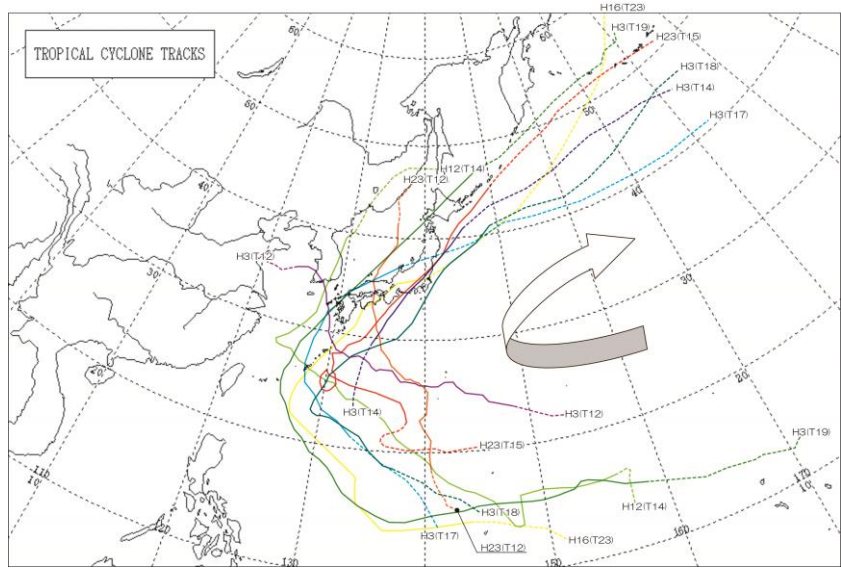 H16(T23)
H3(T19)
H23(T15)
TROPICAL CYCLONE TRACKS
H3(T18)
H3(T14)
H3(T17)
H12(T14)
H23(T12)
H3(T12)
H3(T14)
H3(T12)
H23(T15)
H3(T19)
H12(T14)
H3(T18)
H3(T17)
H16(T23)
H23(T12)
60.
60.
50.
50.
40.
40.
30.
30.
20.
20.
110
10.
120
130
150
160
170
10.